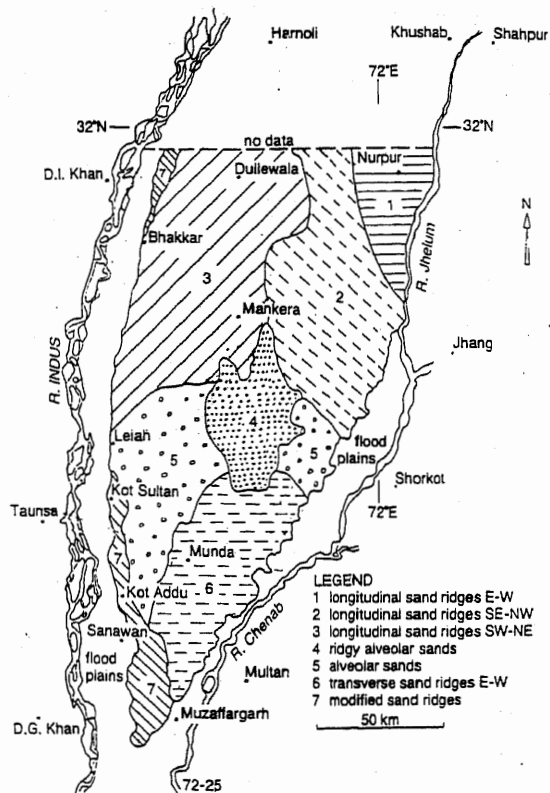 Harnoli
Khushab
Shahpur
72°E
32°N
32°N
no data
Nurpur
D.I. Khan
7
Dullewala
1
N
Bhakkar
3
2
R. Jhelum
Mankera
R. INDUS
Jhang
4
Leiah
5
5
flood
plains
Kot Sultan
Shorkot
Taunsa
72°E
Munda
7
LEGEND
1 longitudinal sand ridges E-W
2 longitudinal sand ridges SE-NW
3 longitudinal sand ridges SW-NE
4 ridgy alveolar sands
5 alveolar sands
6 transverse sand ridges E-W
7 modified sand ridges
50 km
Kot Addu
6
Sanawan
R. Chenab
flood
plains
Multan
7
D.G. Khan
Muzaffargarh
72-25